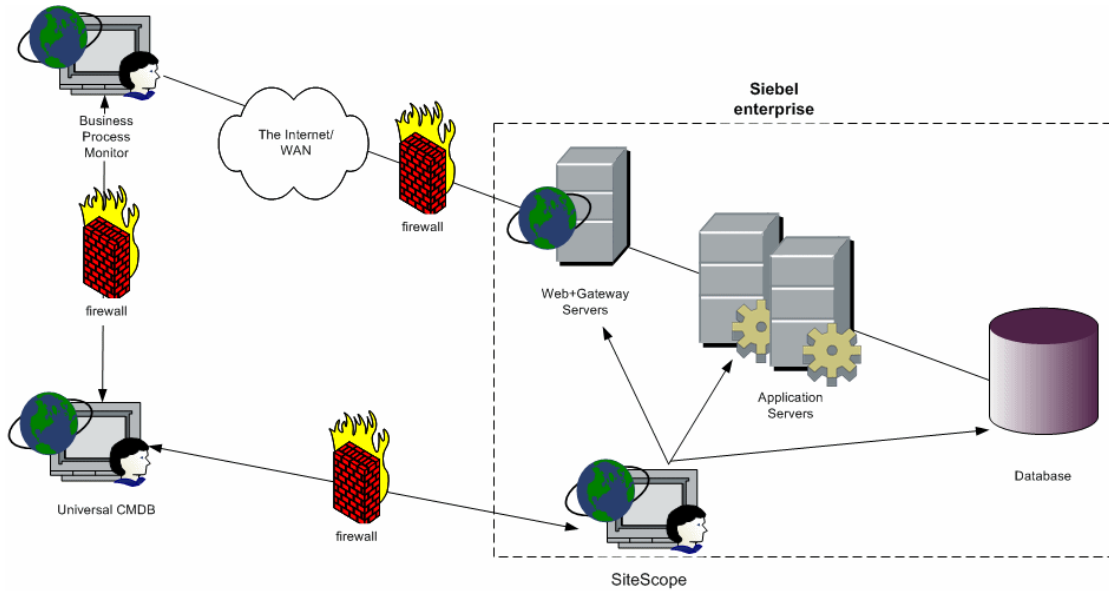 Siebel
enterprise
Business
Process
Monitor
The Internet/
WAN
firewall
firewall
Web+Gateway
Servers
Application
Servers
Database
Universal CMDB
firewall
SiteScope